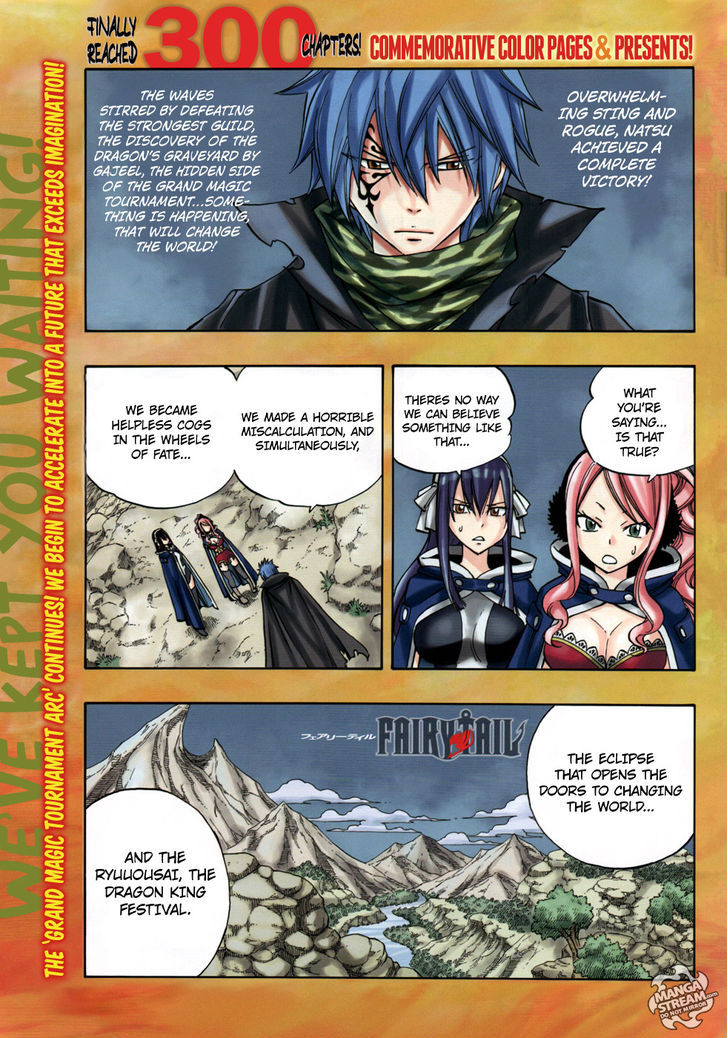 FINALLY
REACHED
300
CHAPTERS!
COMMEMORATIVE COLOR PAGES & PRESENTS!
WE'VE KEPT YOU WAITING!
THE 'GRAND MAGIC TOURNAMENT ARC' CONTINUES! WE BEGIN TO ACCELERATE INTO A FUTURE THAT EXCEEDS IMAGINATION!
OVERWHELM-
ING STING AND
ROGUE, NATSU
ACHIEVED A
COMPLETE
VICTORY!
THE WAVES
STIRRED BY DEFEATING
THE STRONGEST GUILD,
THE DISCOVERY OF THE
DRAGON'S GRAVEYARD BY
GAJEEL, THE HIDDEN SIDE
OF THE GRAND MAGIC
TOURNAMENT...SOME-
THING IS HAPPENING,
THAT WILL CHANGE
THE WORLD!
WHAT
YOU'RE
SAYING...
IS THAT
TRUE?
THERES NO WAY
WE CAN BELIEVE
SOMETHING LIKE
THAT...
WE MADE A HORRIBLE
MISCALCULATION, AND
SIMULTANEOUSLY,
WE BECAME
HELPLESS COGS
IN THE WHEELS
OF FATE...
フェアリーテイル
FAIRY TAIL
THE ECLIPSE
THAT OPENS THE
DOORS TO CHANGING
THE WORLD...
AND THE
RYUUOUSAI, THE
DRAGON KING
FESTIVAL.
MANGA
STREAM.com
DO NOT MIRROR